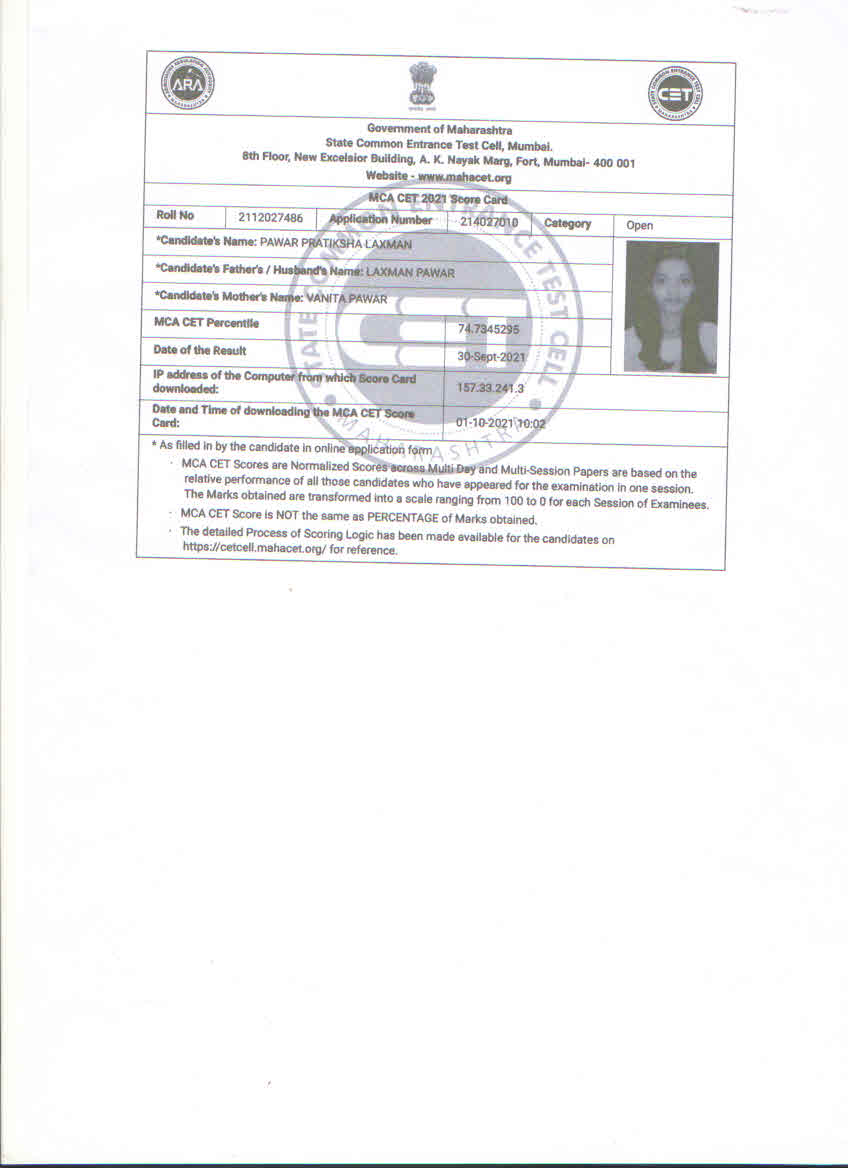 ARA
CET
Government of Maharashtra
State Common Entrance Test Cell, Mumbai.
8th Floor, New Excelsior Building, A. K. Nayak Marg, Fort, Mumbai- 400 001
Website - www.mahacet.org
MCA CET 2021 Score Card
Roll No 2112027486 Application Number 214027010 Category Open
*Candidate's Name: PAWAR PRATIKSHA LAXMAN
*Candidate's Father's / Husband's Name: LAXMAN PAWAR
*Candidate's Mother's Name: VANITA PAWAR
MCA CET Percentile 74.7345295
Date of the Result 30-Sept-2021
IP address of the Computer from which Score Card
downloaded: 157.33.241.3
Date and Time of downloading the MCA CET Score
Card: 01-10-2021 10:02
* As filled in by the candidate in online application form
· MCA CET Scores are Normalized Scores across Multi Day and Multi-Session Papers are based on the
relative performance of all those candidates who have appeared for the examination in one session.
The Marks obtained are transformed into a scale ranging from 100 to 0 for each Session of Examinees.
· MCA CET Score is NOT the same as PERCENTAGE of Marks obtained.
· The detailed Process of Scoring Logic has been made available for the candidates on
https://cetcell.mahacet.org/ for reference.
STATE COMMON ENTRANCE TEST CELL
MAHARASHTRA